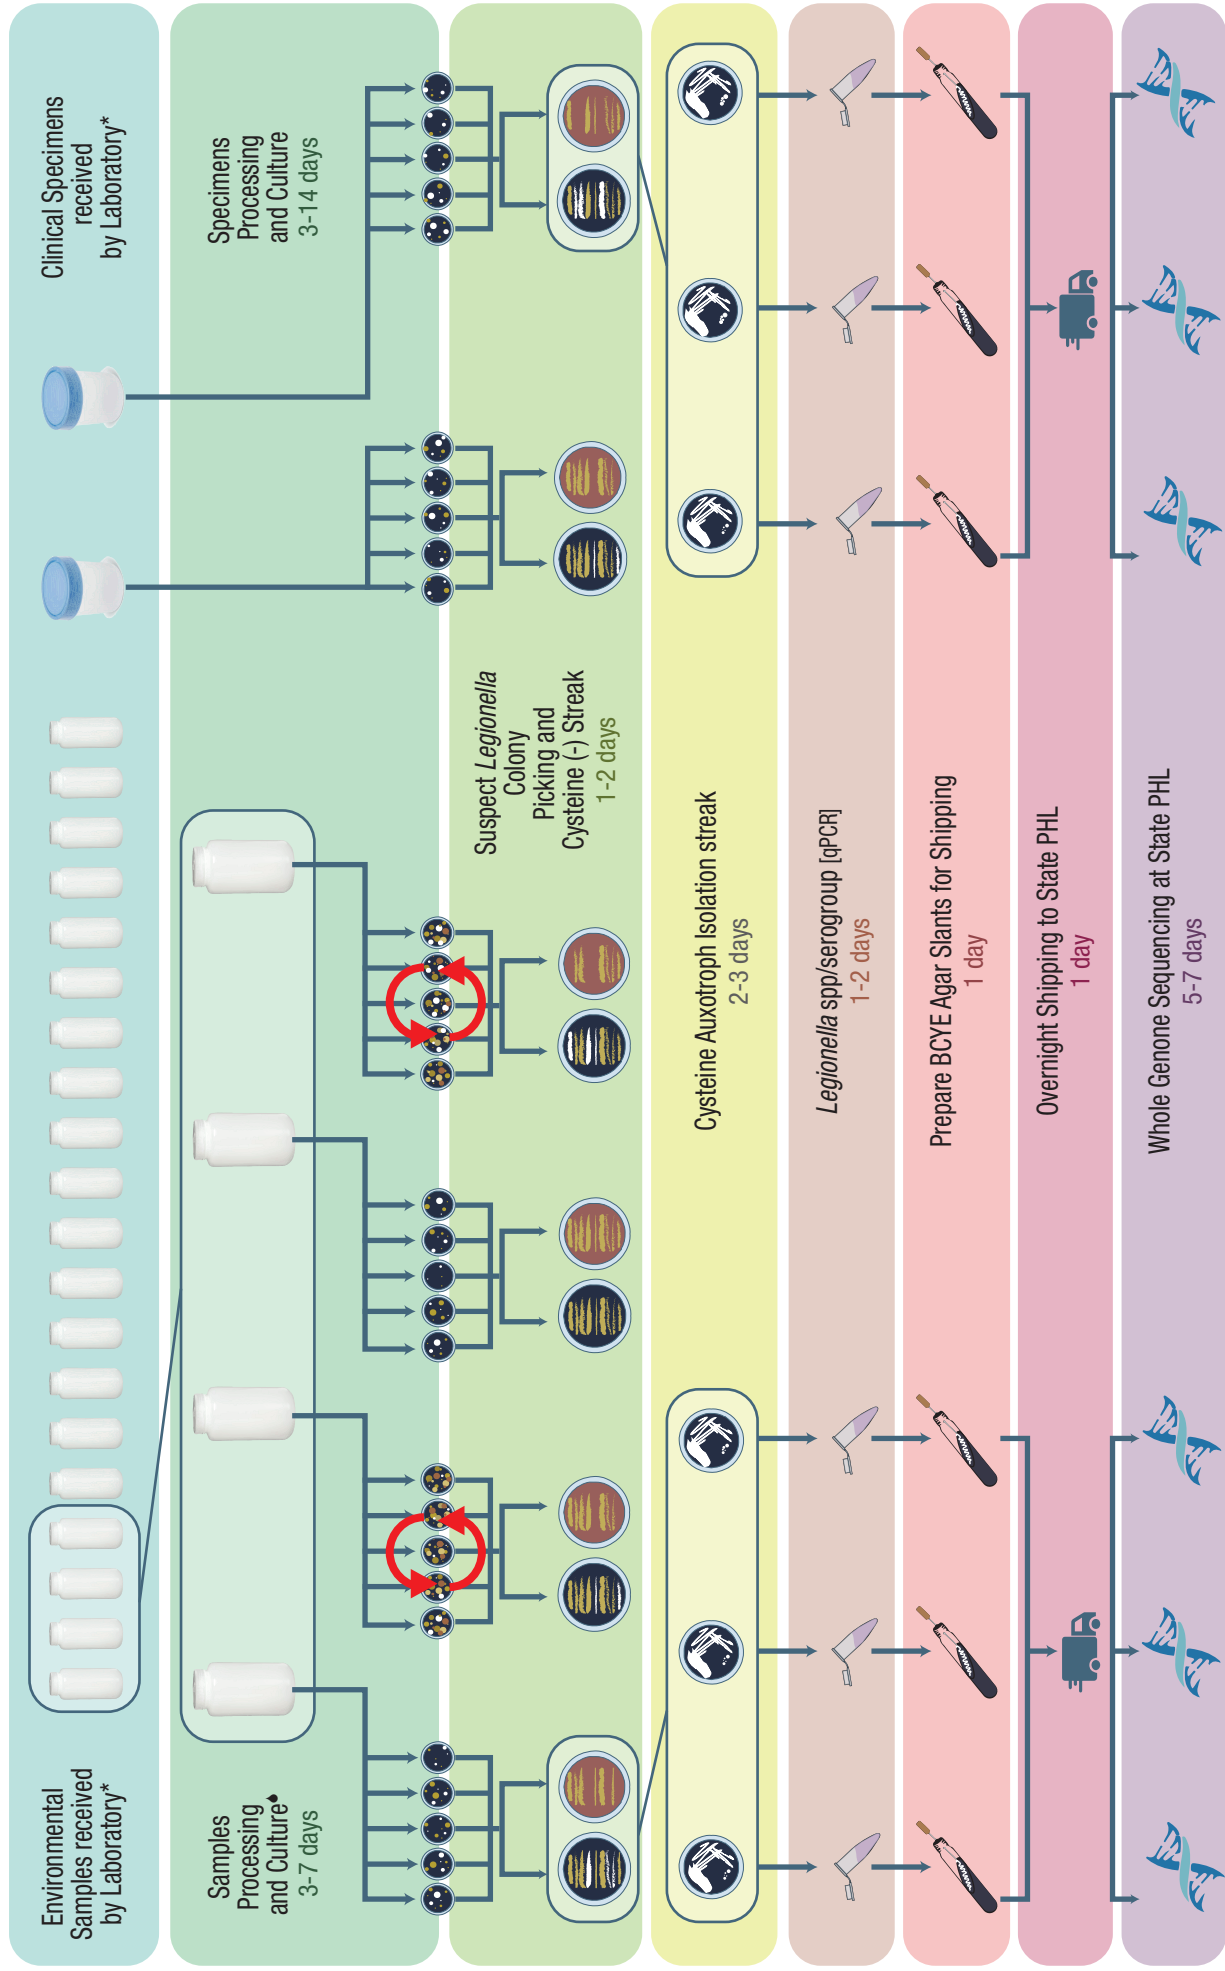 Environmental
Samples received
by Laboratory*
Clinical Specimens
received
by Laboratory*
Samples
Processing
and Culture
3-7 days
Specimens
Processing
and Culture
3-14 days
Suspect Legionella
Colony
Picking and
Cysteine (-) Streak
1-2 days
Cysteine Auxotroph Isolation streak
2-3 days
Legionella spp/serogroup [qPCR]
1-2 days
Prepare BCYE Agar Slants for Shipping
1 day
Overnight Shipping to State PHL
1 day
Whole Genone Sequencing at State PHL
5-7 days